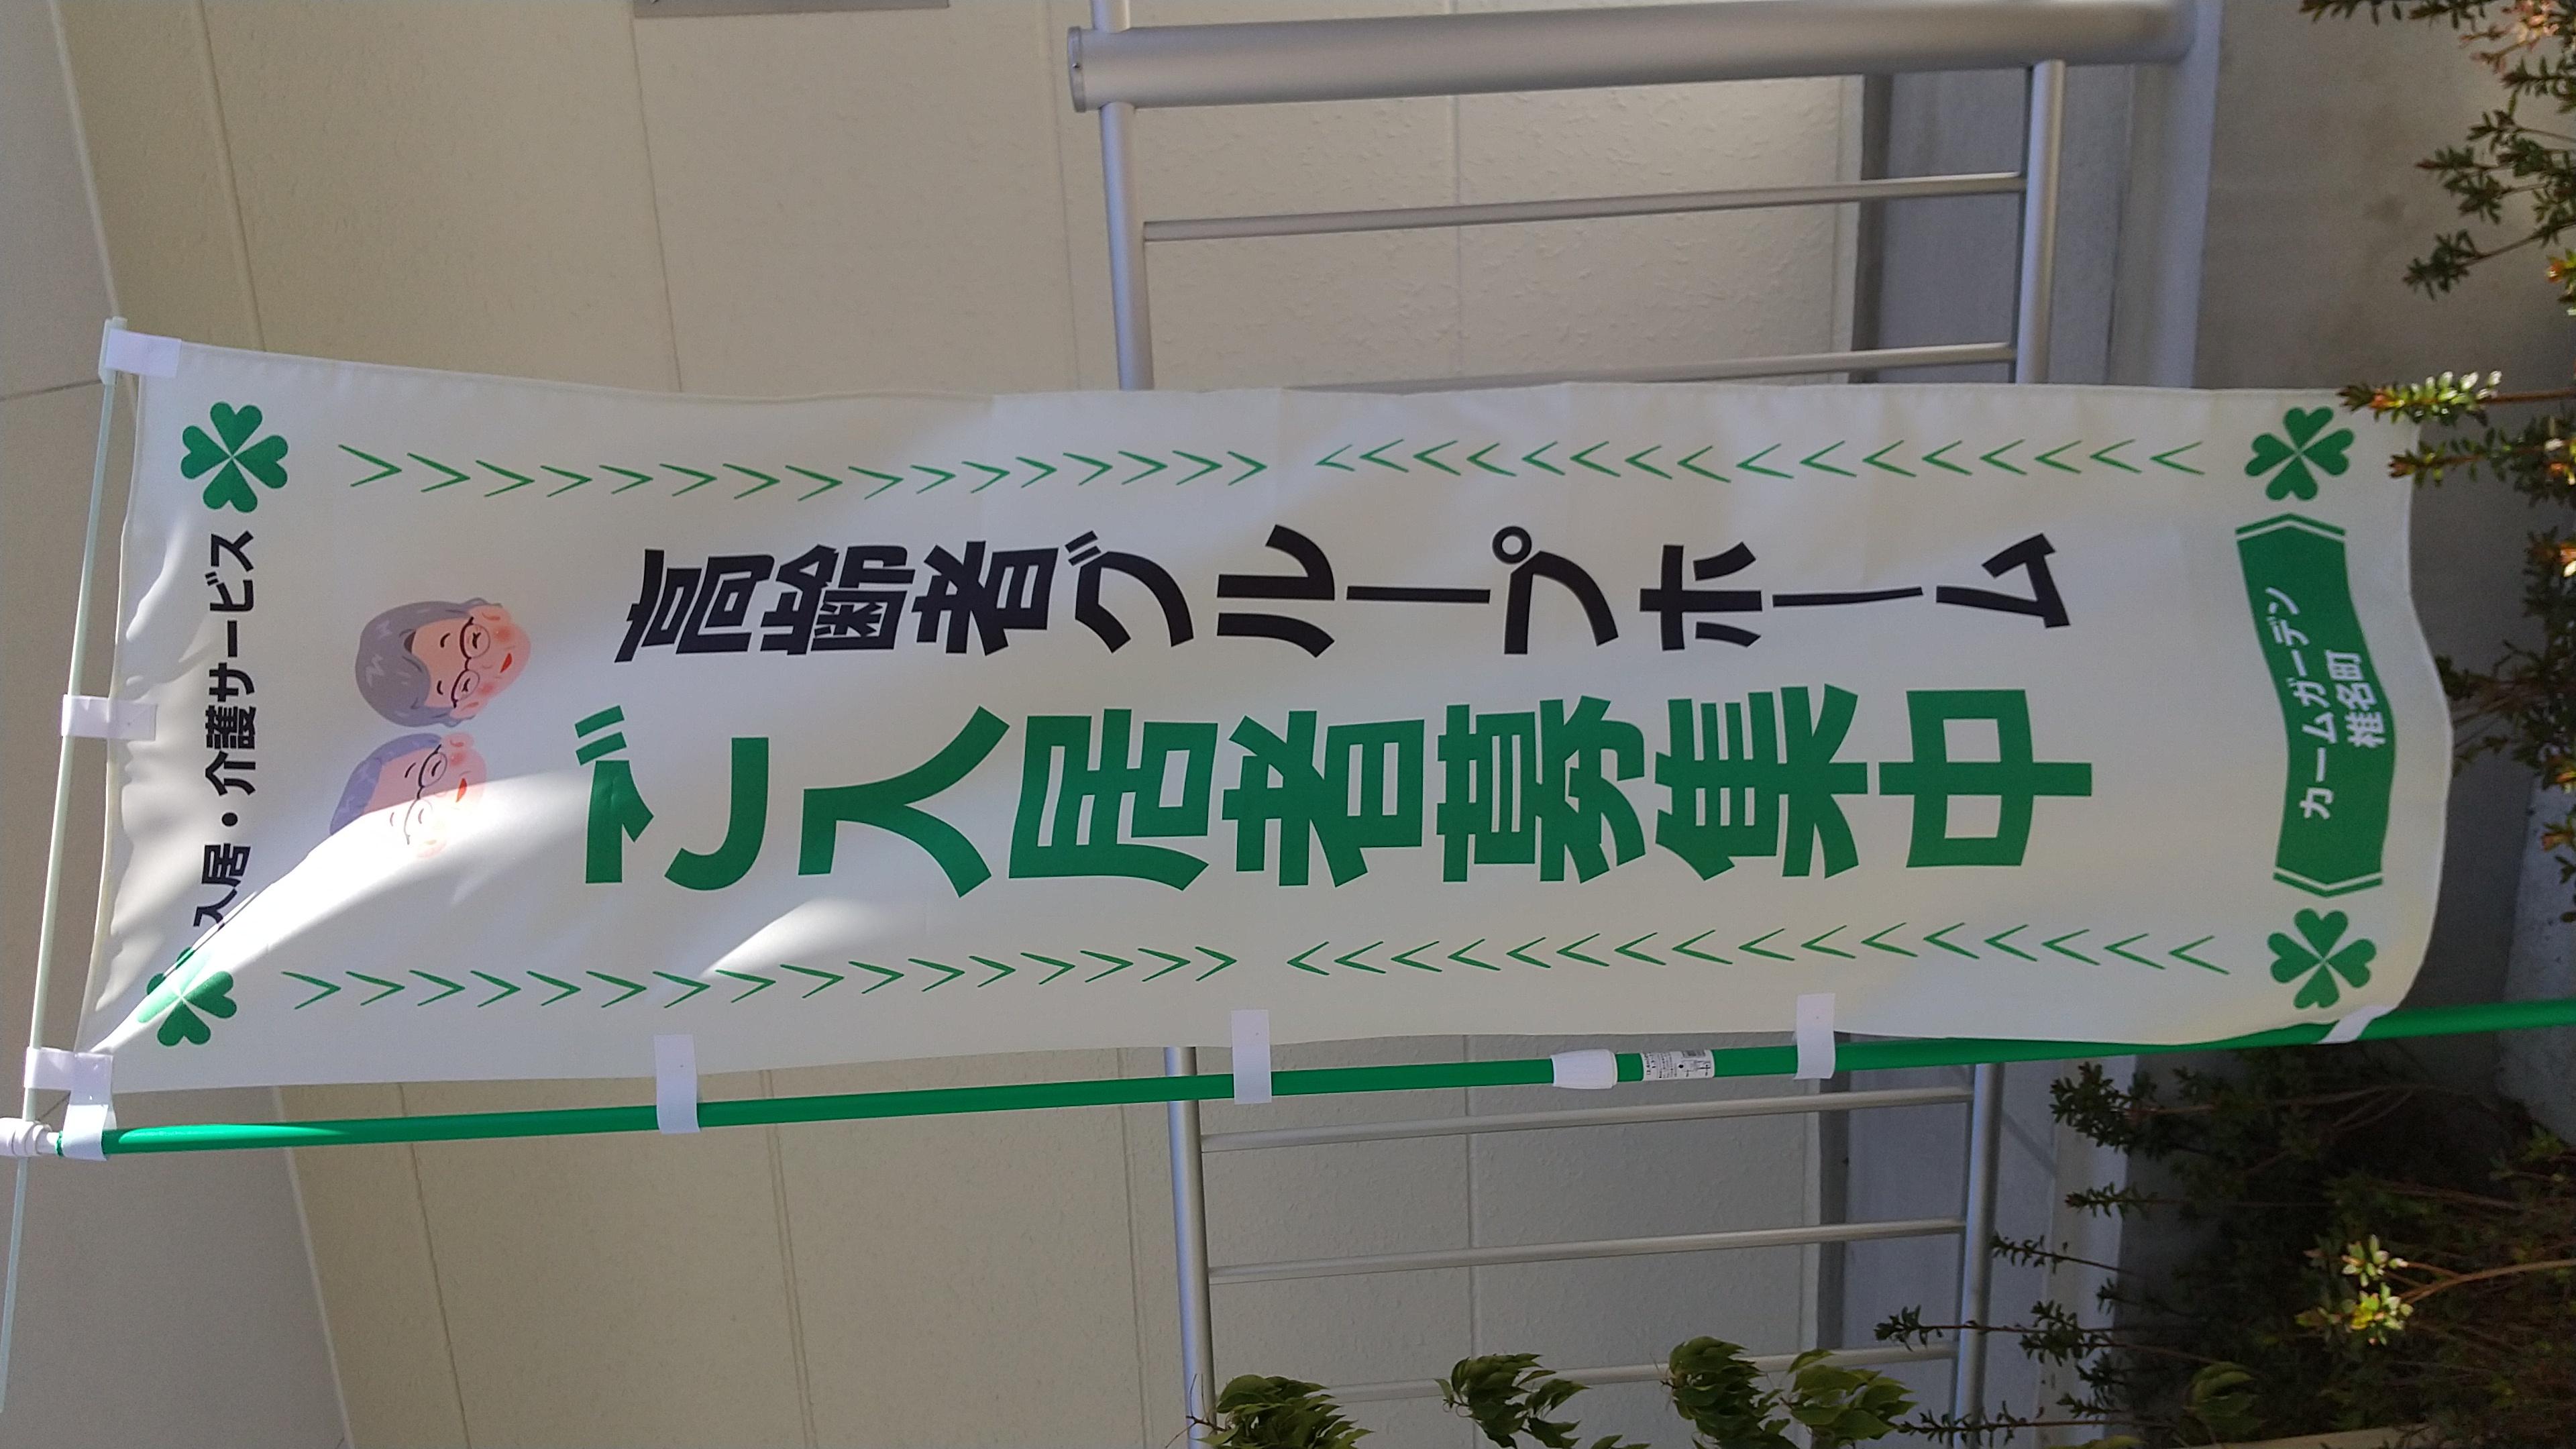 入居・介護サービス
高齢者グループホーム
ご入居者募集中
カームガーデン
椎名町